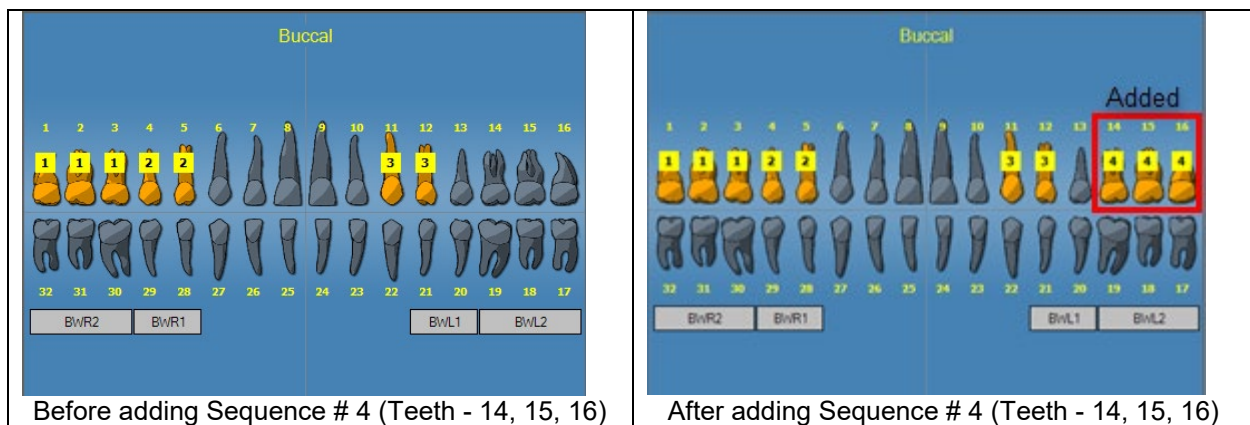 Buccal
1 2 3 4 5 6 7 8 9 10 11 12 13 14 15 16
1 1 1 2 2 3 3
32 31 30 29 28 27 26 25 24 23 22 21 20 19 18 17
BWR2 BWR1 BWL1 BWL2
Before adding Sequence # 4 (Teeth - 14, 15, 16)
Buccal
Added
1 2 3 4 5 6 7 8 9 10 11 12 13 14 15 16
1 1 1 2 2 3 3 4 4 4
32 31 30 29 28 27 26 25 24 23 22 21 20 19 18 17
BWR2 BWR1 BWL1 BWL2
After adding Sequence # 4 (Teeth - 14, 15, 16)